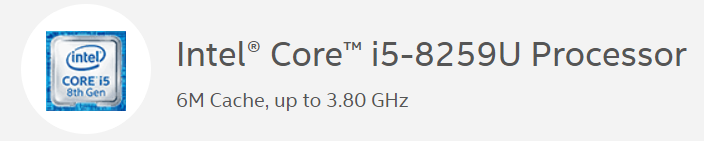 intel
CORE i5
8th Gen
Intel® Core™ i5-8259U Processor
6M Cache, up to 3.80 GHz